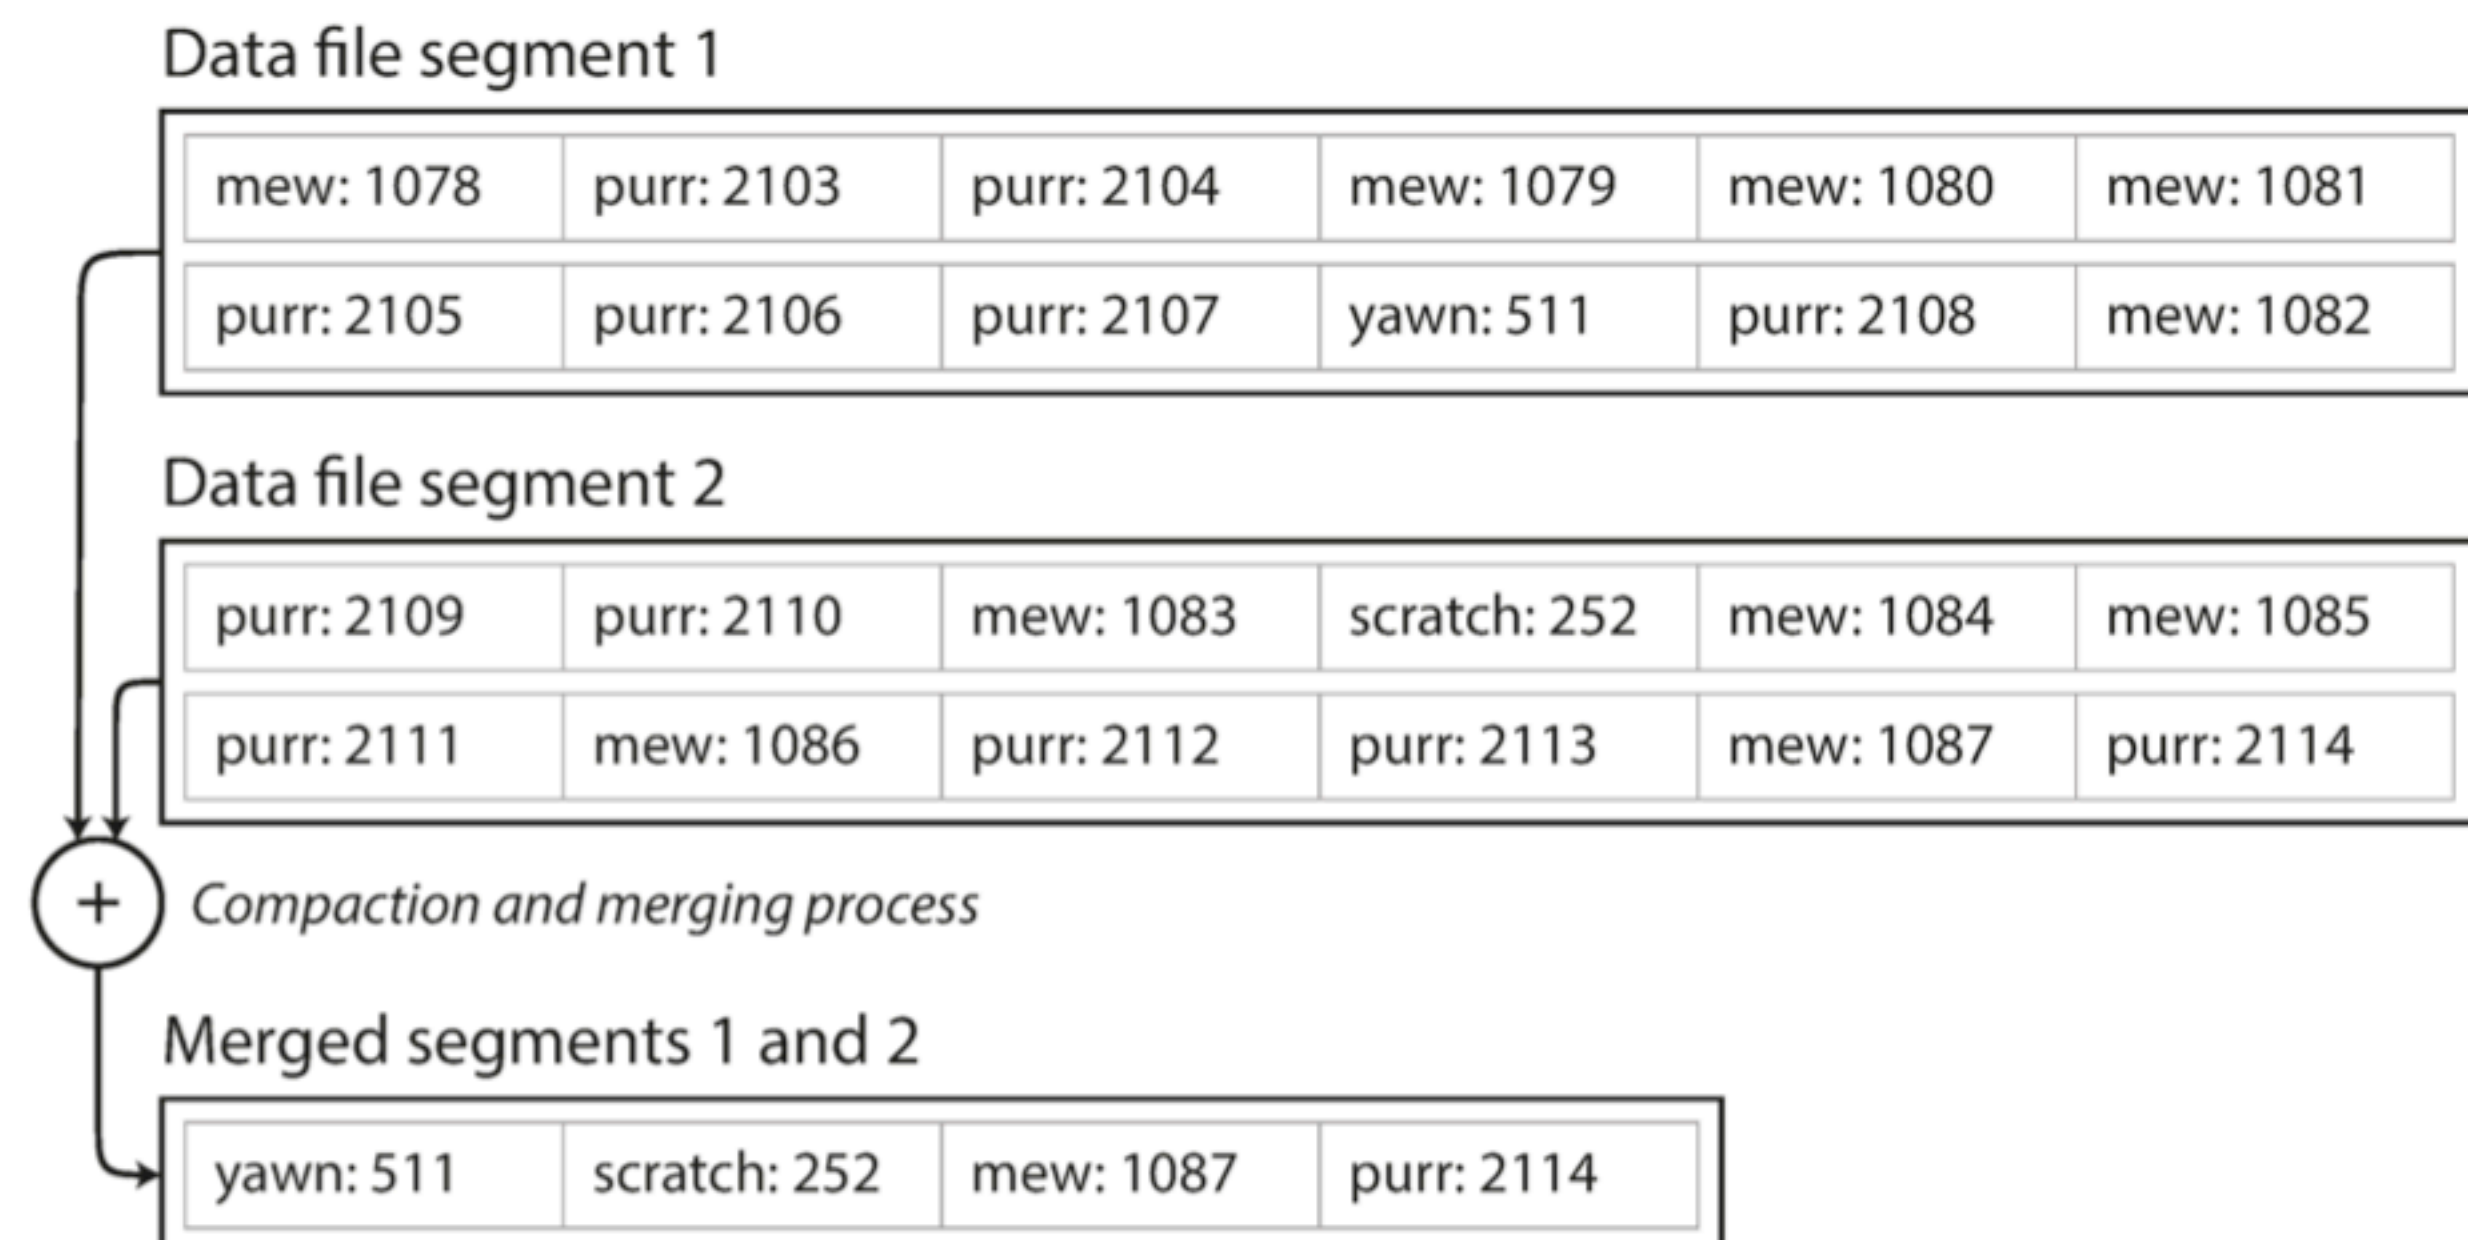 Data file segment 1
mew: 1078 purr: 2103 purr: 2104 mew: 1079 mew: 1080 mew: 1081
purr: 2105 purr: 2106 purr: 2107 yawn: 511 purr: 2108 mew: 1082
Data file segment 2
purr: 2109 purr: 2110 mew: 1083 scratch: 252 mew: 1084 mew: 1085
purr: 2111 mew: 1086 purr: 2112 purr: 2113 mew: 1087 purr: 2114
+ Compaction and merging process
Merged segments 1 and 2
yawn: 511 scratch: 252 mew: 1087 purr: 2114